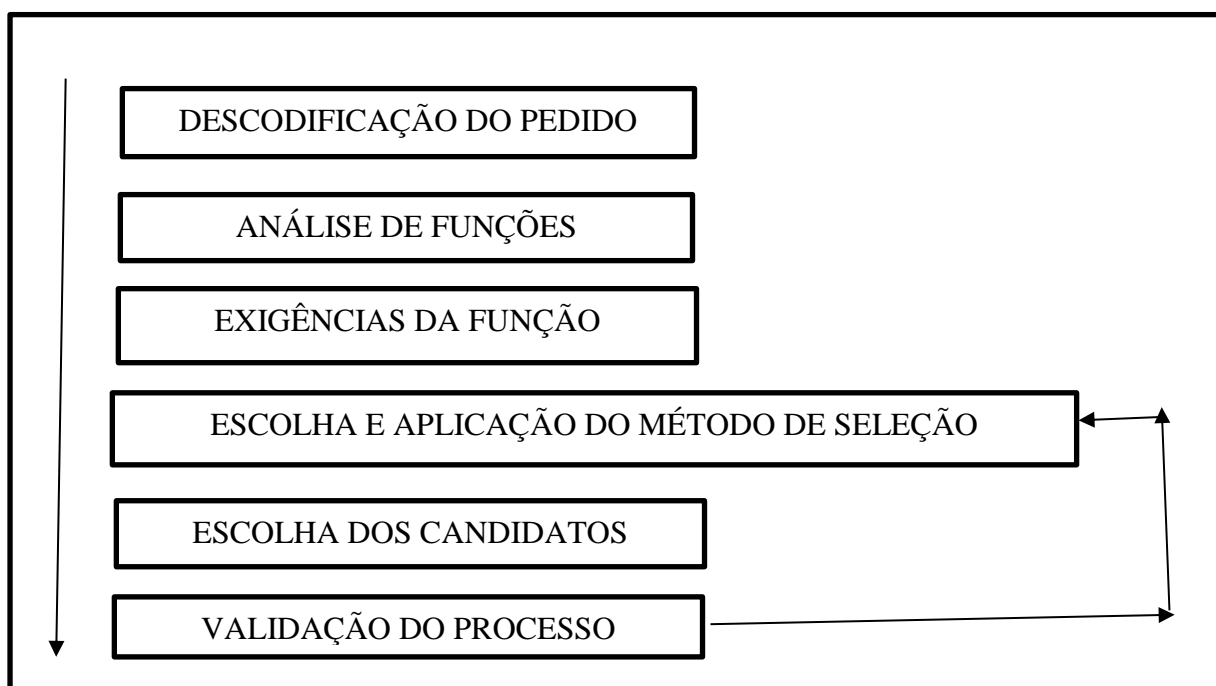 DESCODIFICAÇÃO DO PEDIDO
ANÁLISE DE FUNÇÕES
EXIGÊNCIAS DA FUNÇÃO
ESCOLHA E APLICAÇÃO DO MÉTODO DE SELEÇÃO
ESCOLHA DOS CANDIDATOS
VALIDAÇÃO DO PROCESSO